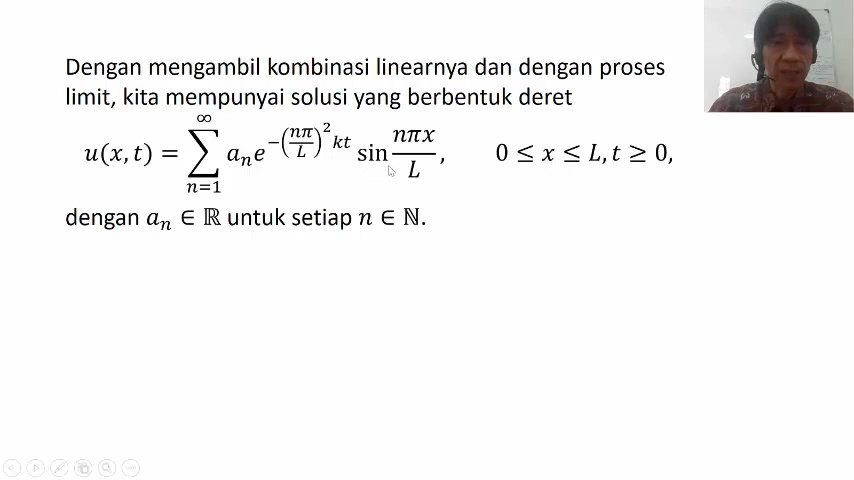 Dengan mengambil kombinasi linearnya dan dengan proses
limit, kita mempunyai solusi yang berbentuk deret
u(x, t) = ∑_{n=1}^{∞} a_n e^{−(nπ/L)^2 kt} sin nπx/L, 0 ≤ x ≤ L, t ≥ 0,
dengan a_n ∈ ℝ untuk setiap n ∈ ℕ.